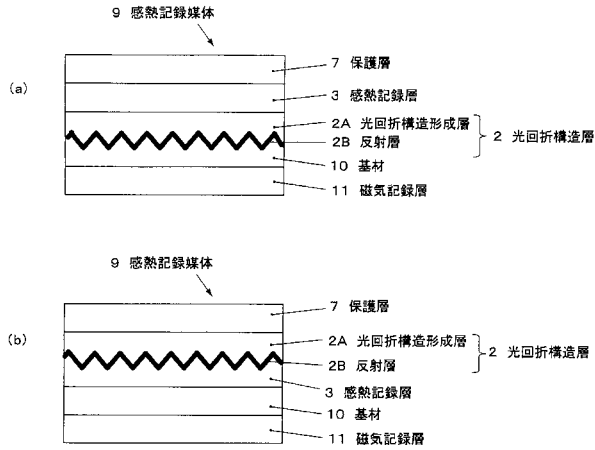 9 感熱記録媒体
(a)
7 保護層
3 感熱記録層
2A 光回折構造形成層
2B 反射層
2 光回折構造層
10 基材
11 磁気記録層
9 感熱記録媒体
(b)
7 保護層
2A 光回折構造形成層
2B 反射層
2 光回折構造層
3 感熱記録層
10 基材
11 磁気記録層